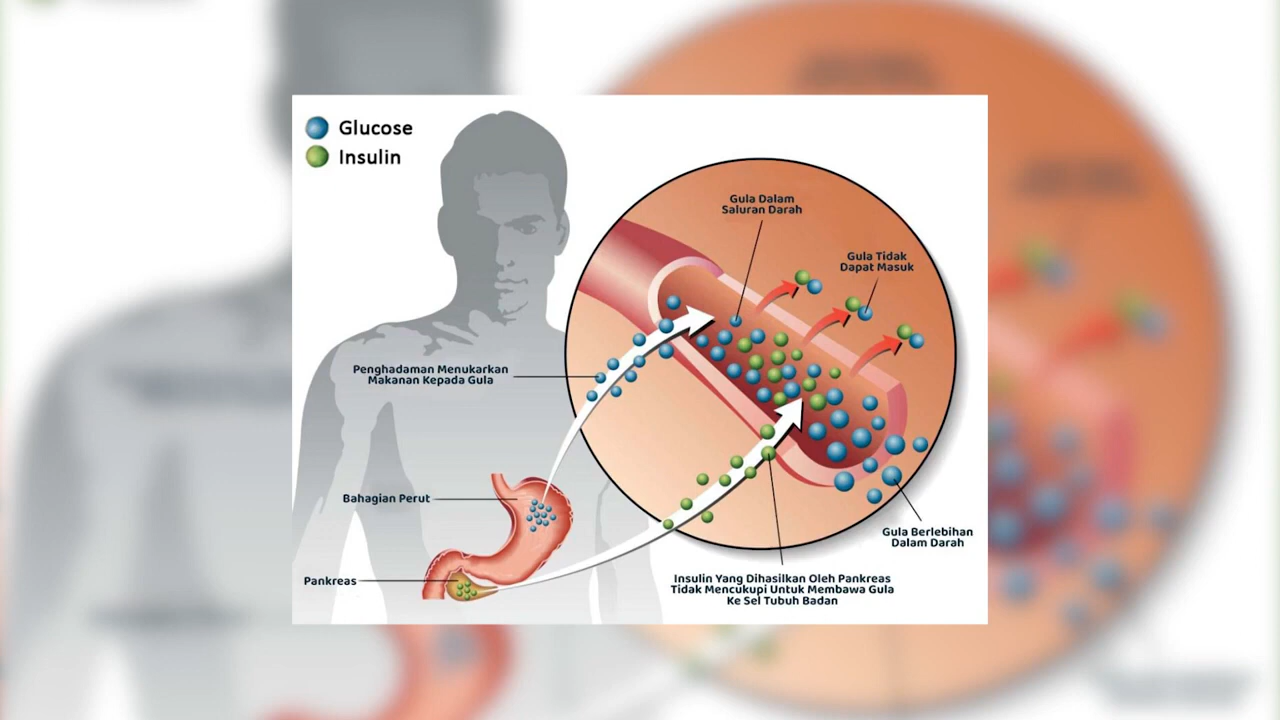 Glucose
Insulin
Gula Dalam
Saluran Darah
Gula Tidak
Dapat Masuk
Penghadaman Menukarkan
Makanan Kepada Gula
Bahagian Perut
Pankreas
Gula Berlebihan
Dalam Darah
Insulin Yang Dihasilkan Oleh Pankreas
Tidak Mencukupi Untuk Membawa Gula
Ke Sel Tubuh Badan